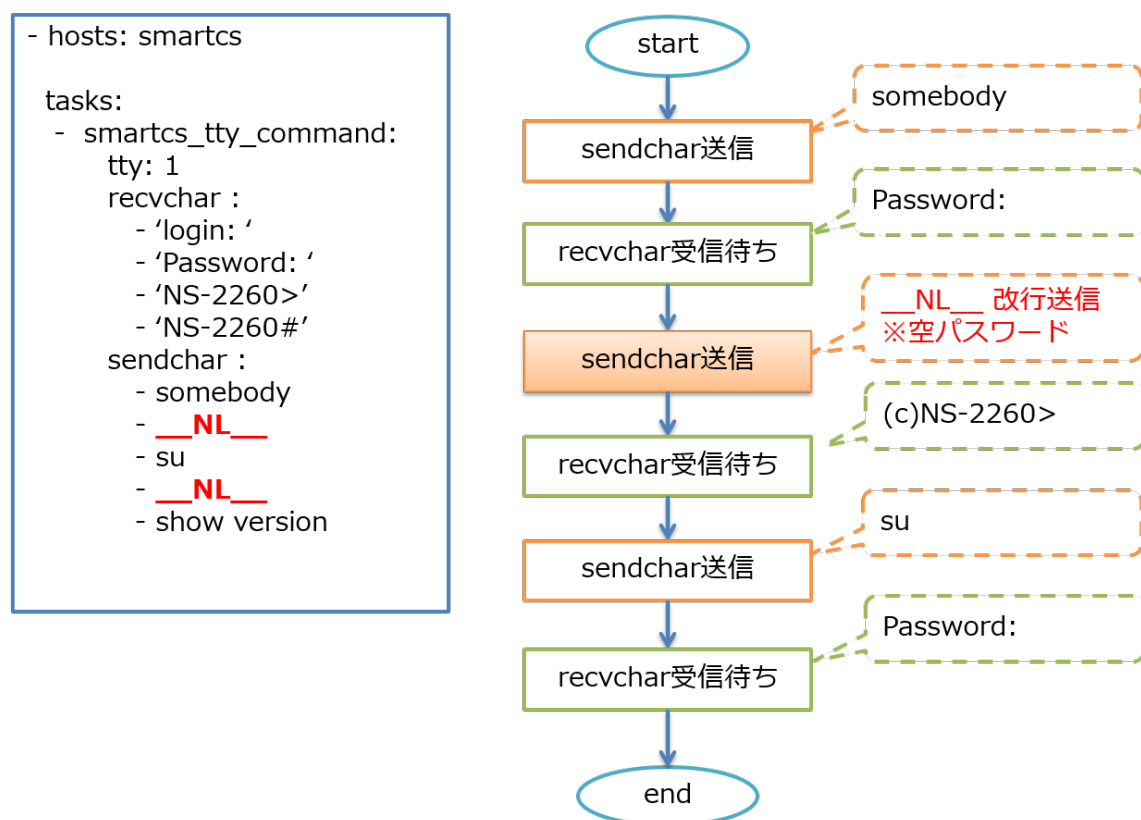 - hosts: smartcs
tasks:
- smartcs_tty_command:
tty: 1
recvchar :
- ‘login: ‘
- ‘Password: ‘
- ‘NS-2260>’
- ‘NS-2260#’
sendchar :
- somebody
- __NL__
- su
- __NL__
- show version
start
sendchar送信
somebody
recvchar受信待ち
Password:
sendchar送信
__NL__ 改行送信
※空パスワード
recvchar受信待ち
(c)NS-2260>
sendchar送信
su
recvchar受信待ち
Password:
end